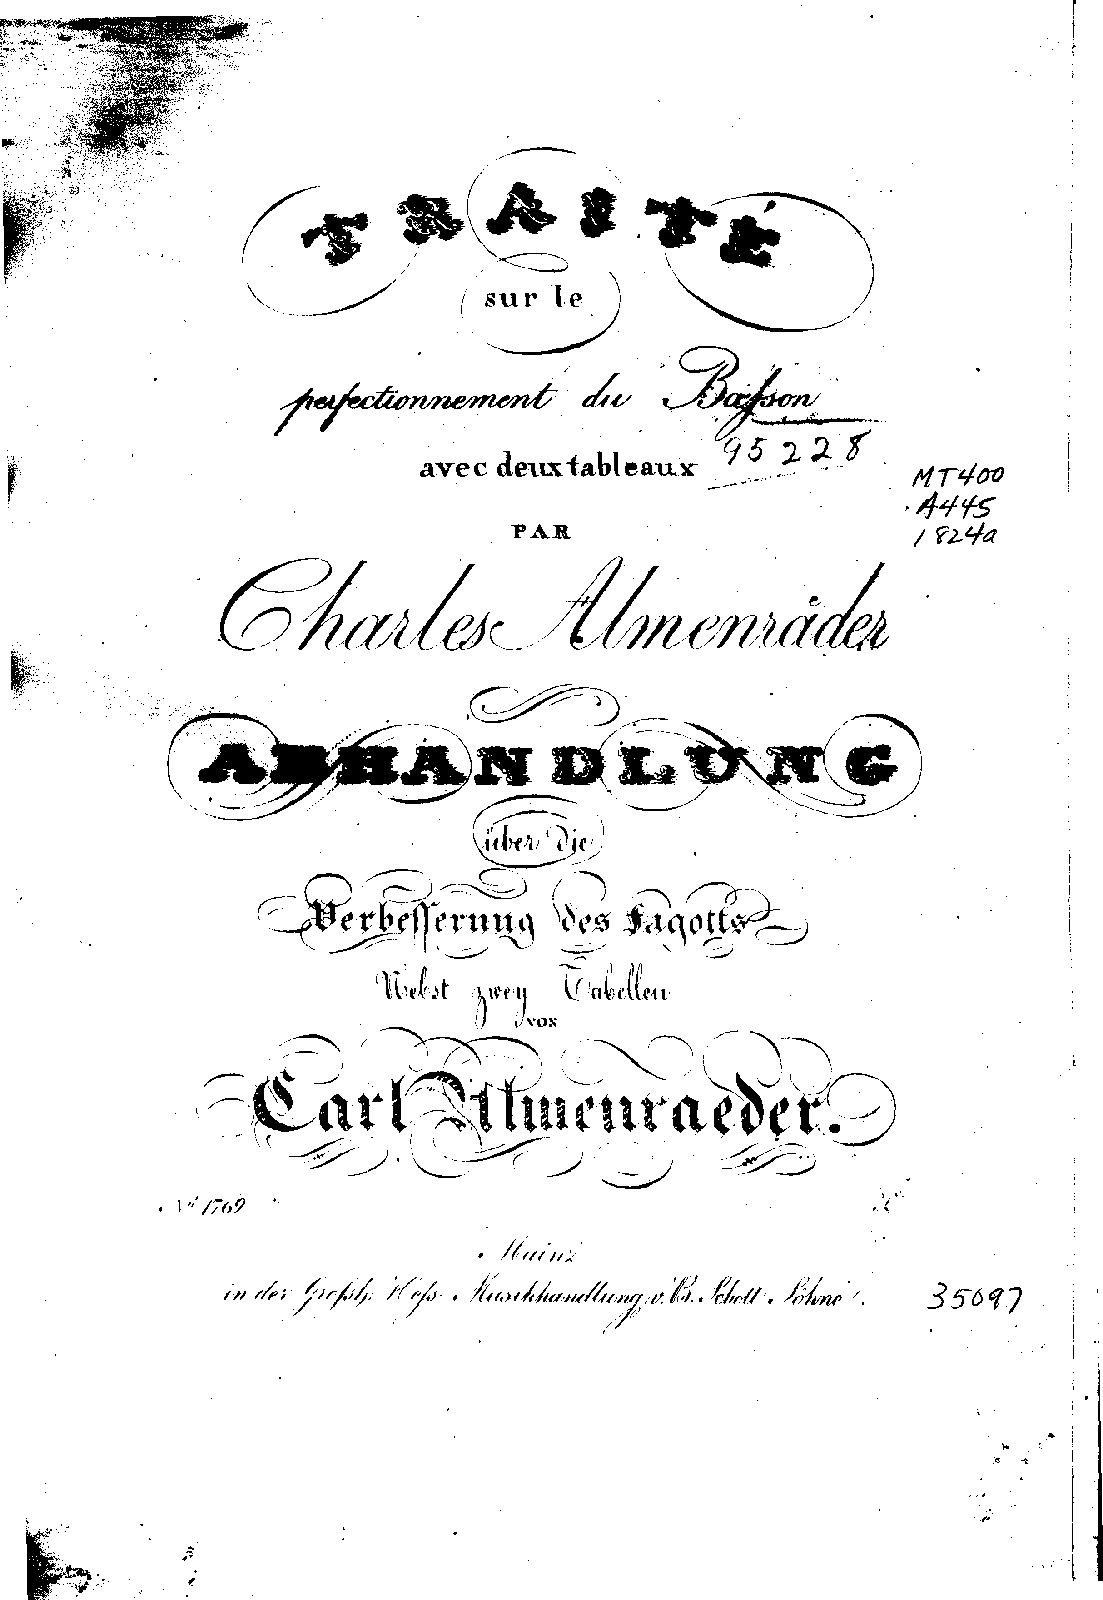 TRAITÉ
sur le
perfectionnement du Baſson
95228
avec deux tableaux
MT400
A445
1824a
PAR
Charles Almenräder
ABHANDLUNG
über die
Verbeſſerung des Fagotts
Nebst zwey Tabellen
VON
Carl Almenraeder.
Nº 1769
Mainz
in der Groſsh. Heſs. Musikhandlung v. B. Schott Söhne.
35097